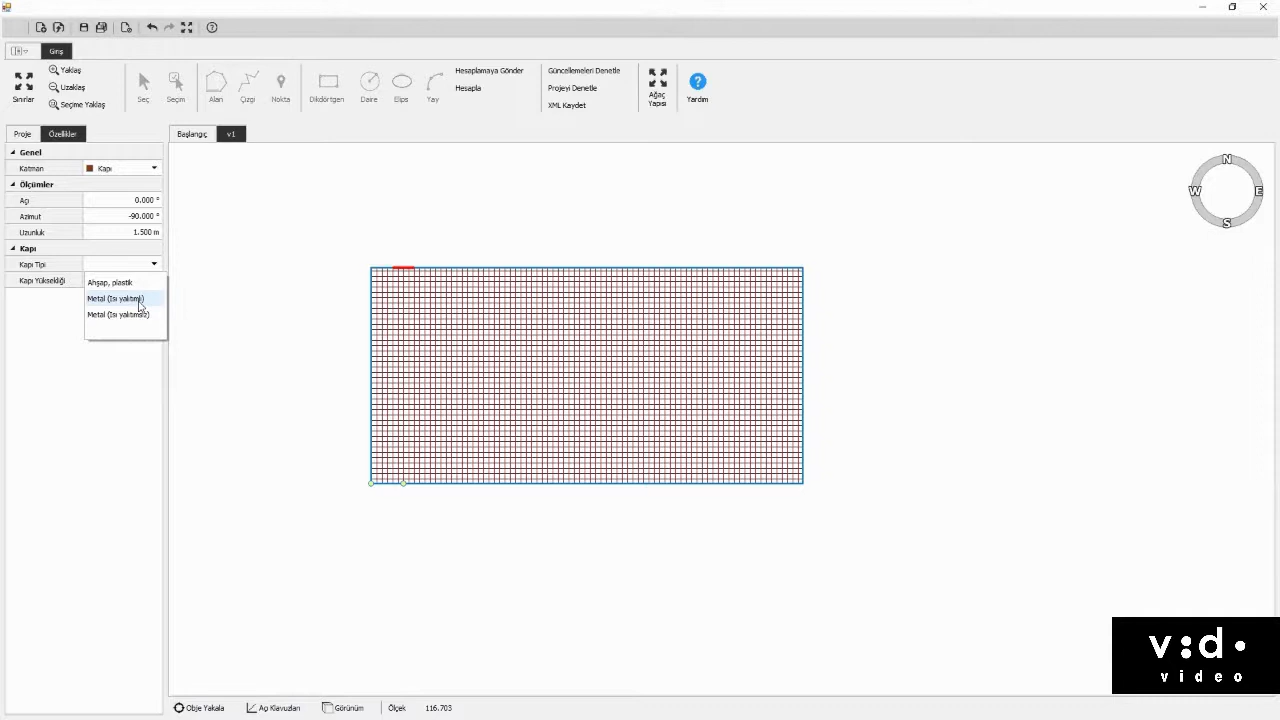 Giriş
Sınırlar
Yaklaş
Uzaklaş
Seçime Yaklaş
Seç
Seçim
Alan
Çizgi
Nokta
Dikdörtgen
Daire
Elips
Yay
Hesaplamaya Gönder
Hesapla
Güncellemeleri Denetle
Projeyi Denetle
XML Kaydet
Ağaç
Yapısı
Yardım
Proje
Özellikler
Başlangıç
v1
Genel
Katman
Kapı
Ölçümler
Açı
0.000 °
Azimut
-90.000 °
Uzunluk
1.500 m
Kapı
Kapı Tipi
Kapı Yüksekliği
Ahşap, plastik
Metal (Isı yalıtımlı)
Metal (Isı yalıtımsız)
N
W
E
S
v:d•
video
Obje Yakala
Ağ Klavuzları
Görünüm
Ölçek
116.703